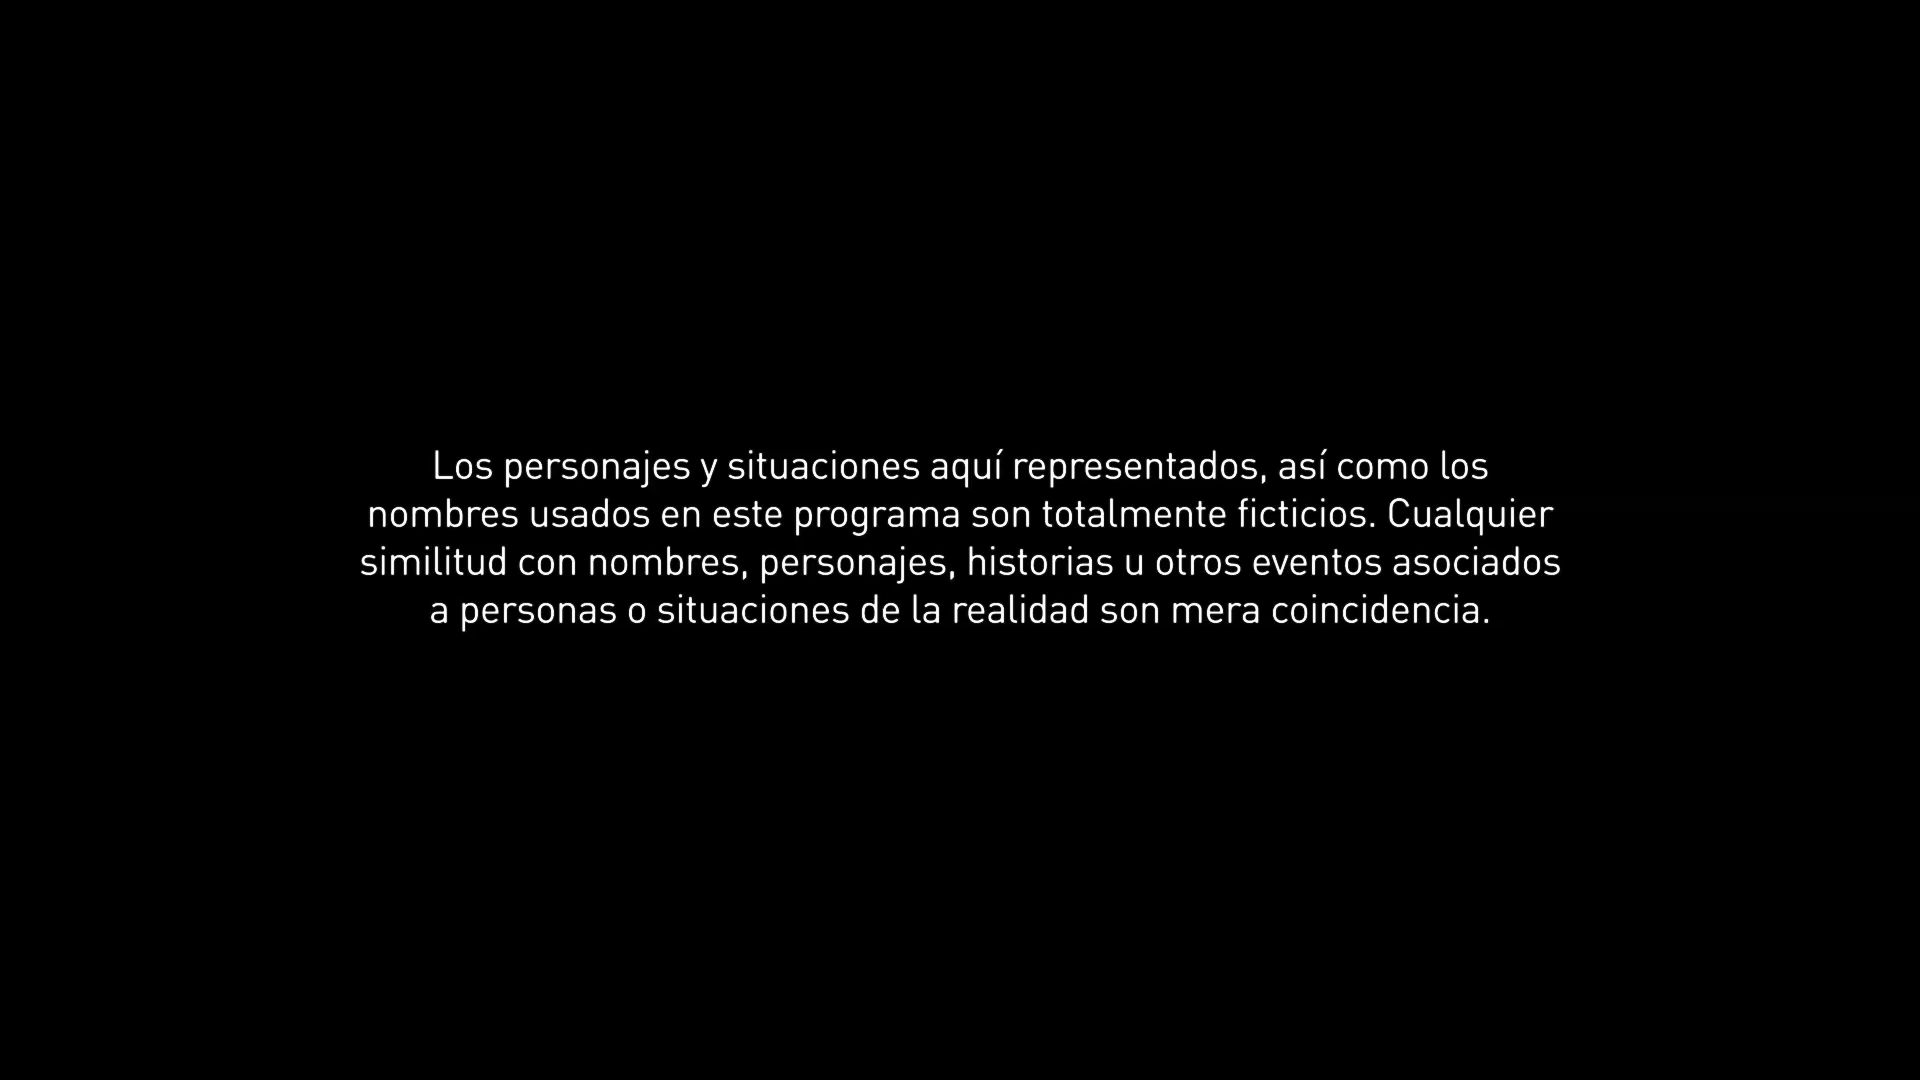 Los personajes y situaciones aquí representados, así como los
nombres usados en este programa son totalmente ficticios. Cualquier
similitud con nombres, personajes, historias u otros eventos asociados
a personas o situaciones de la realidad son mera coincidencia.